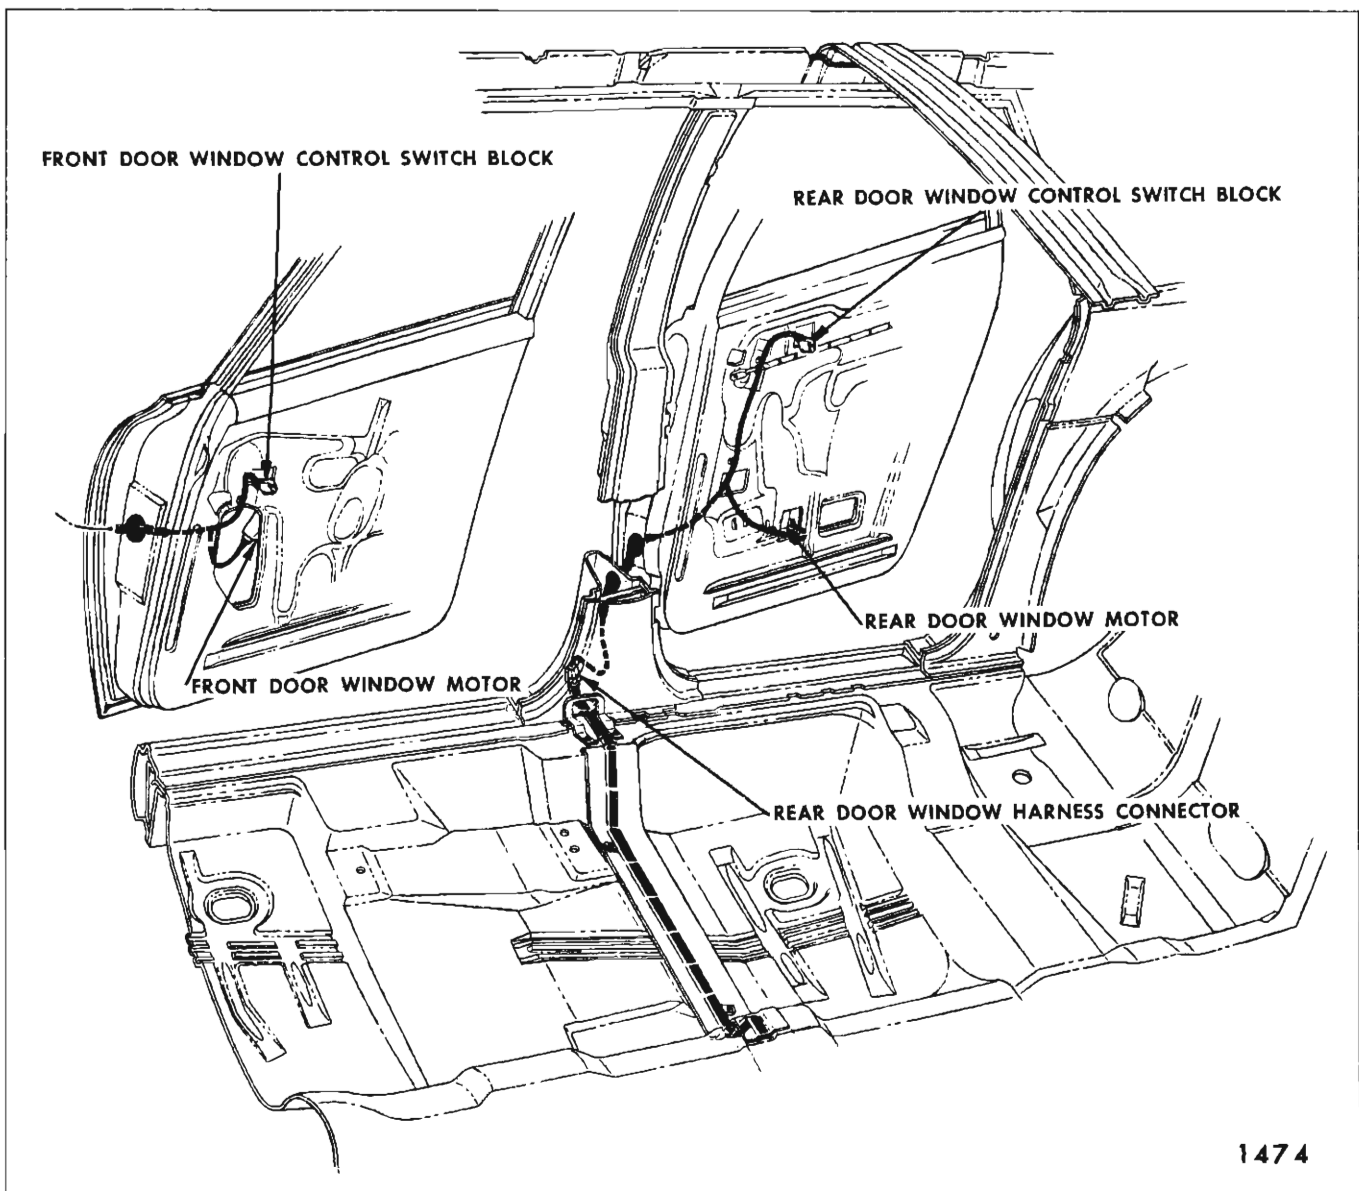 FRONT DOOR WINDOW CONTROL SWITCH BLOCK
REAR DOOR WINDOW CONTROL SWITCH BLOCK
REAR DOOR WINDOW MOTOR
FRONT DOOR WINDOW MOTOR
REAR DOOR WINDOW HARNESS CONNECTOR
1474